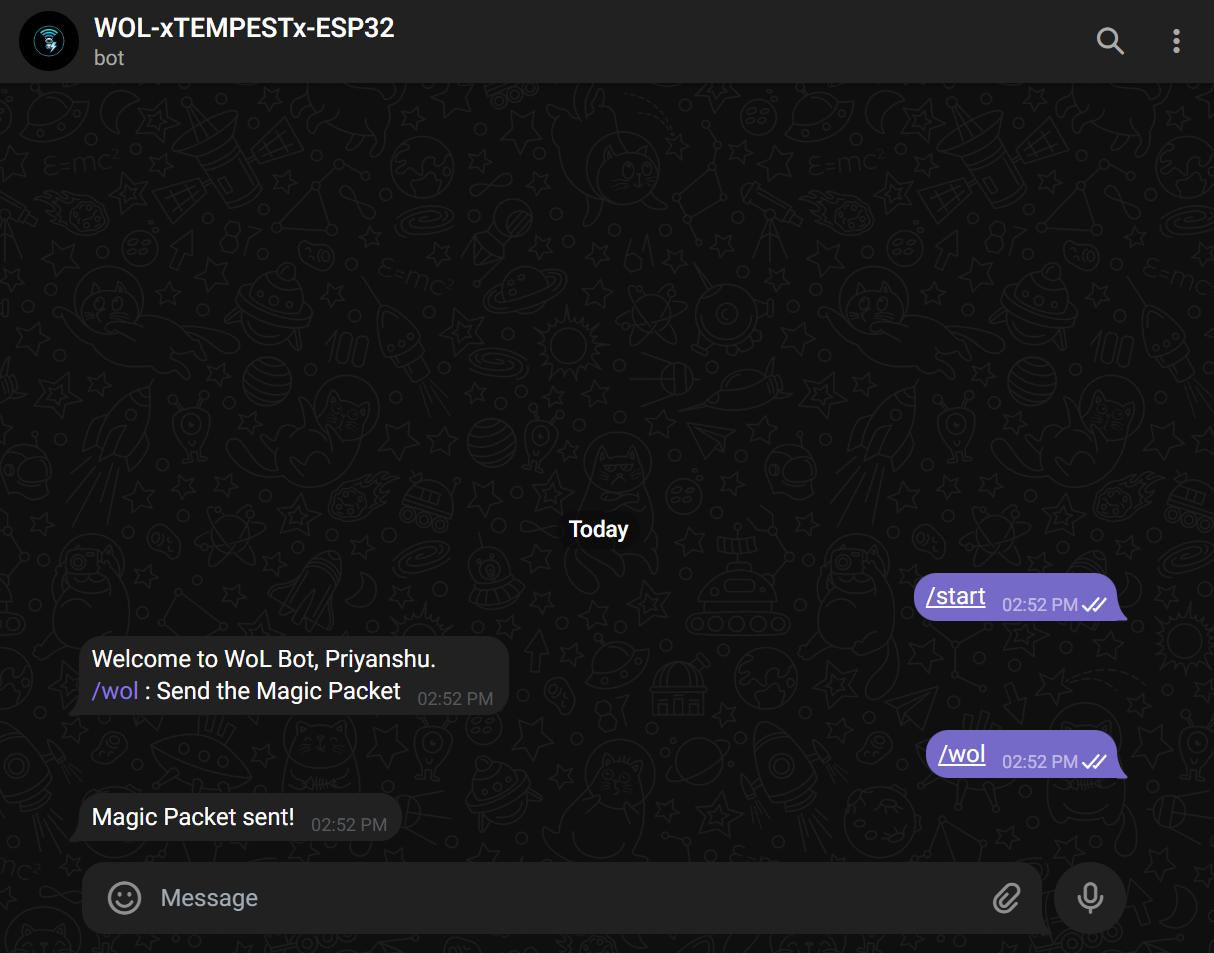 WOL-xTEMPESTx-ESP32
bot
Today
/start 02:52 PM
Welcome to WoL Bot, Priyanshu.
/wol : Send the Magic Packet 02:52 PM
/wol 02:52 PM
Magic Packet sent! 02:52 PM
Message